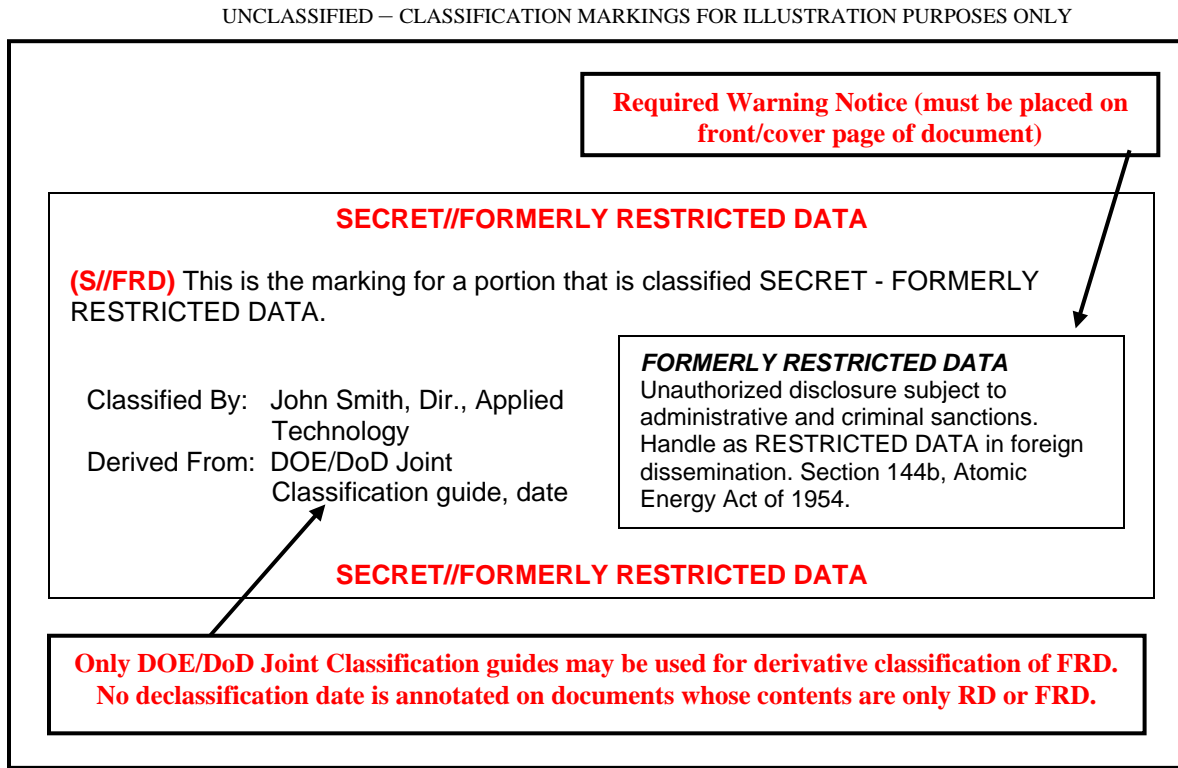 UNCLASSIFIED – CLASSIFICATION MARKINGS FOR ILLUSTRATION PURPOSES ONLY
Required Warning Notice (must be placed on
front/cover page of document)
SECRET//FORMERLY RESTRICTED DATA
(S//FRD) This is the marking for a portion that is classified SECRET - FORMERLY
RESTRICTED DATA.
Classified By: John Smith, Dir., Applied
Technology
Derived From: DOE/DoD Joint
Classification guide, date
FORMERLY RESTRICTED DATA
Unauthorized disclosure subject to
administrative and criminal sanctions.
Handle as RESTRICTED DATA in foreign
dissemination. Section 144b, Atomic
Energy Act of 1954.
SECRET//FORMERLY RESTRICTED DATA
Only DOE/DoD Joint Classification guides may be used for derivative classification of FRD.
No declassification date is annotated on documents whose contents are only RD or FRD.